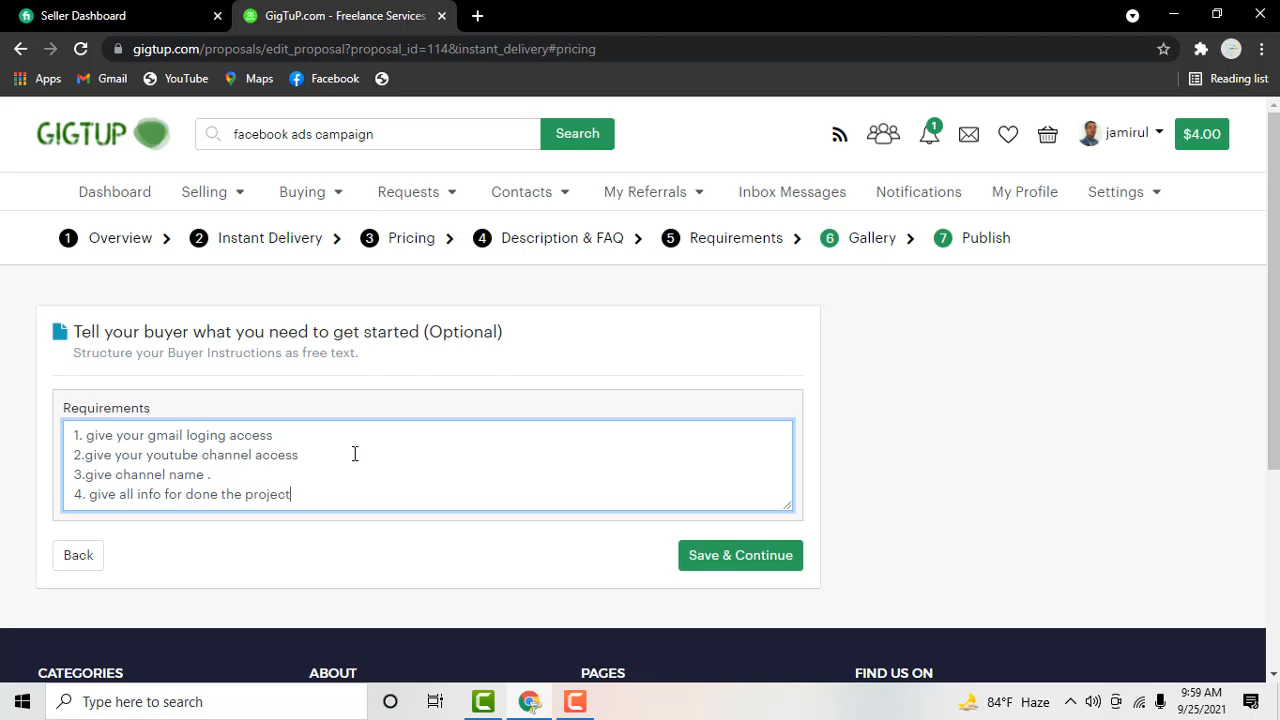 Seller Dashboard
GigTuP.com - Freelance Services
gigtup.com/proposals/edit_proposal?proposal_id=114&instant_delivery#pricing
Apps
Gmail
YouTube
Maps
Facebook
Reading list
GIGTUP
facebook ads campaign
Search
1
jamirul
$4.00
Dashboard
Selling
Buying
Requests
Contacts
My Referrals
Inbox Messages
Notifications
My Profile
Settings
1 Overview
2 Instant Delivery
3 Pricing
4 Description & FAQ
5 Requirements
6 Gallery
7 Publish
Tell your buyer what you need to get started (Optional)
Structure your Buyer Instructions as free text.
Requirements
1. give your gmail loging access
2.give your youtube channel access
3.give channel name .
4. give all info for done the project
Back
Save & Continue
CATEGORIES
ABOUT
PAGES
FIND US ON
Type here to search
84°F Haze
9:59 AM
9/25/2021